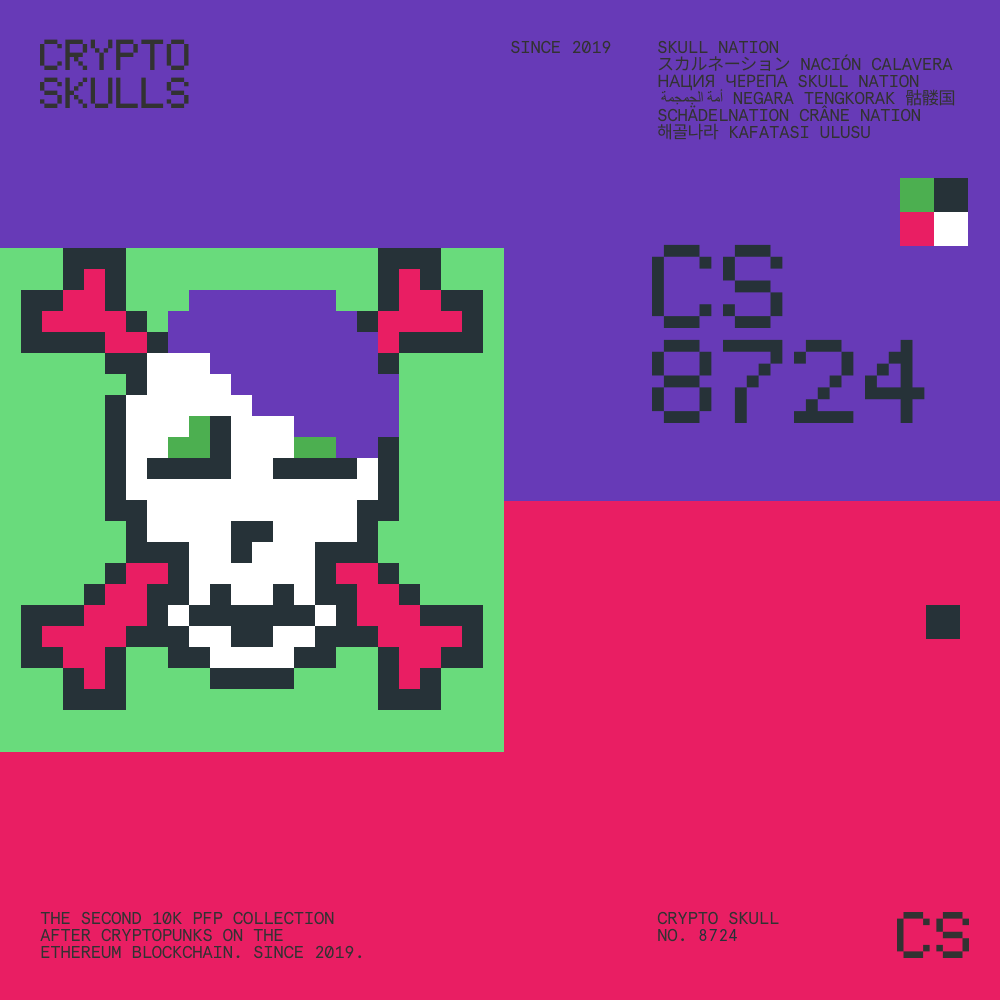 CRYPTO
SKULLS
SINCE 2019
SKULL NATION
スカルネーション NACIÓN CALAVERA
НАЦИЯ ЧЕРЕПА SKULL NATION
أمة الجمجمة NEGARA TENGKORAK 骷髅国
SCHÄDELNATION CRÂNE NATION
해골나라 KAFATASI ULUSU
CS
8724
THE SECOND 10K PFP COLLECTION
AFTER CRYPTOPUNKS ON THE
ETHEREUM BLOCKCHAIN. SINCE 2019.
CRYPTO SKULL
NO. 8724
CS